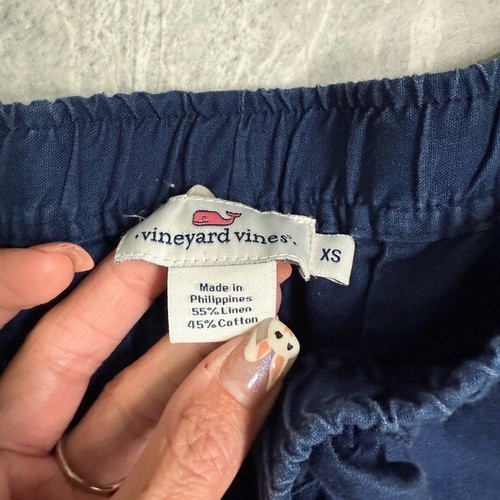 vineyard vines®
XS
Made in
Philippines
55% Linen
45% Cotton